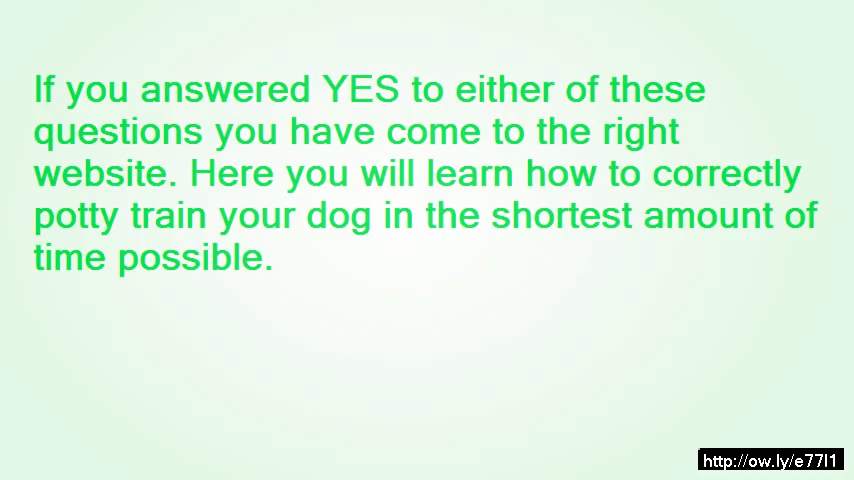 If you answered YES to either of these
questions you have come to the right
website. Here you will learn how to correctly
potty train your dog in the shortest amount of
time possible.
http://ow.ly/e77l1